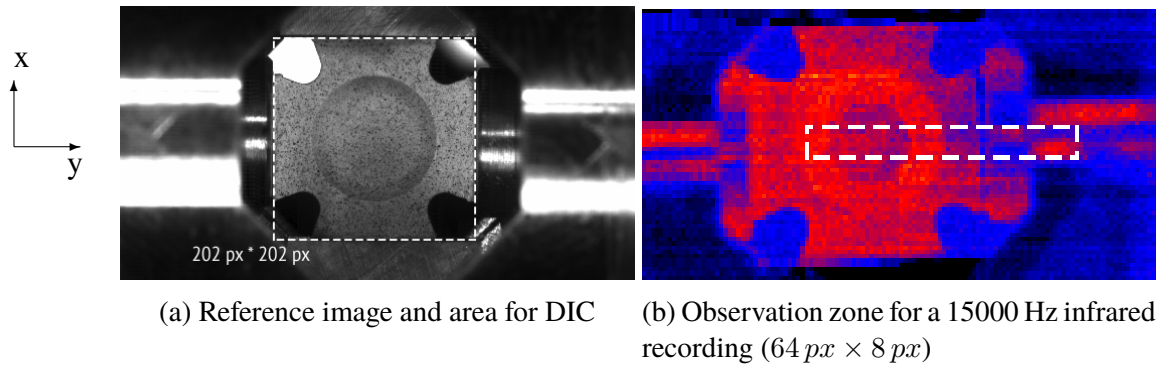 x
y
202 px * 202 px
(a) Reference image and area for DIC
(b) Observation zone for a 15000 Hz infrared
recording (64 px × 8 px)